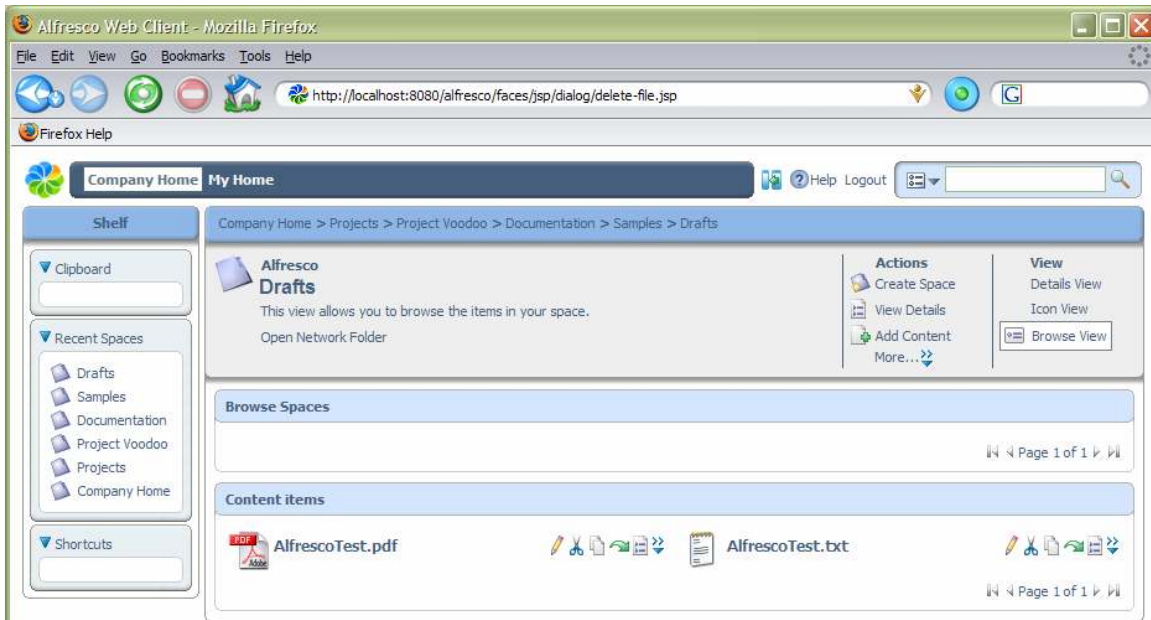 Alfresco Web Client - Mozilla Firefox
File Edit View Go Bookmarks Tools Help
http://localhost:8080/alfresco/faces/jsp/dialog/delete-file.jsp
G
Firefox Help
Company Home My Home
Help Logout
Shelf
Company Home > Projects > Project Voodoo > Documentation > Samples > Drafts
Clipboard
Recent Spaces
Drafts
Samples
Documentation
Project Voodoo
Projects
Company Home
Shortcuts
Alfresco
Drafts
This view allows you to browse the items in your space.
Open Network Folder
Actions
Create Space
View Details
Add Content
More...
View
Details View
Icon View
Browse View
Browse Spaces
Page 1 of 1
Content items
PDF
Adobe
AlfrescoTest.pdf
AlfrescoTest.txt
Page 1 of 1